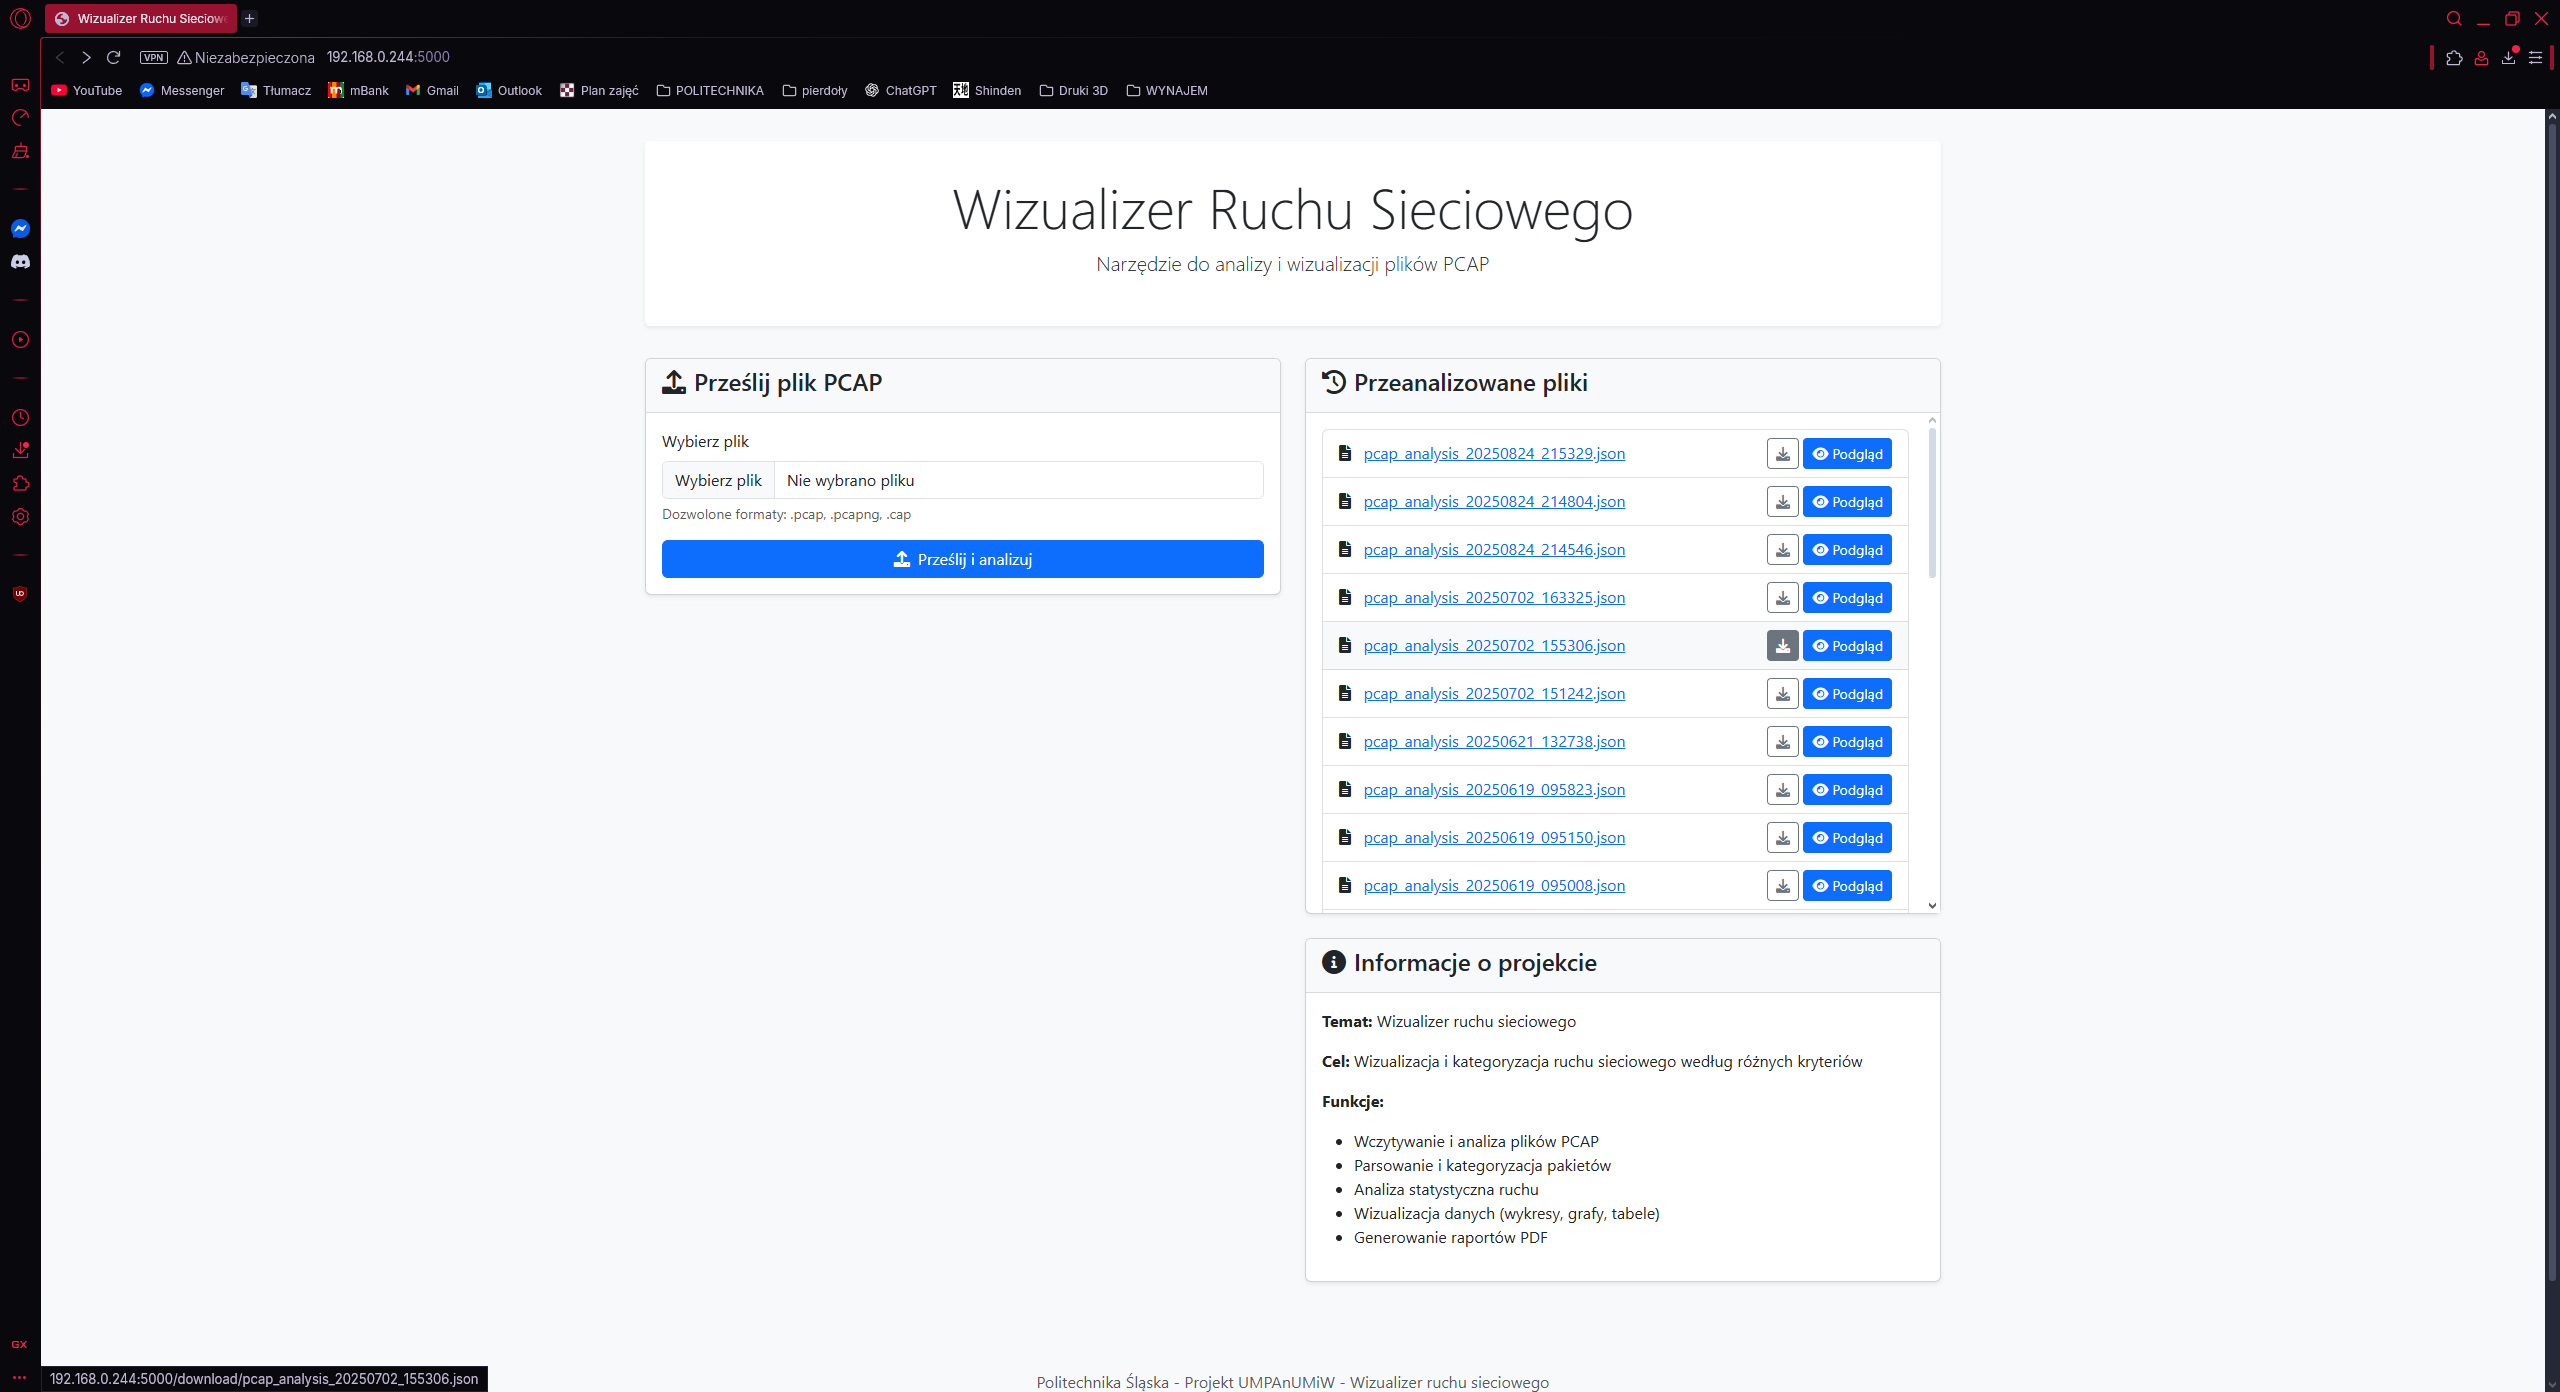 Wizualizer Ruchu Sieciowe
VPN Niezabezpieczona 192.168.0.244:5000
YouTube Messenger Tłumacz mBank Gmail Outlook Plan zajęć POLITECHNIKA pierdoły ChatGPT Shinden Druki 3D WYNAJEM
Wizualizer Ruchu Sieciowego
Narzędzie do analizy i wizualizacji plików PCAP
Prześlij plik PCAP
Wybierz plik
Wybierz plik Nie wybrano pliku
Dozwolone formaty: .pcap, .pcapng, .cap
Prześlij i analizuj
Przeanalizowane pliki
pcap_analysis_20250824_215329.json Podgląd
pcap_analysis_20250824_214804.json Podgląd
pcap_analysis_20250824_214546.json Podgląd
pcap_analysis_20250702_163325.json Podgląd
pcap_analysis_20250702_155306.json Podgląd
pcap_analysis_20250702_151242.json Podgląd
pcap_analysis_20250621_132738.json Podgląd
pcap_analysis_20250619_095823.json Podgląd
pcap_analysis_20250619_095150.json Podgląd
pcap_analysis_20250619_095008.json Podgląd
Informacje o projekcie
Temat: Wizualizer ruchu sieciowego
Cel: Wizualizacja i kategoryzacja ruchu sieciowego według różnych kryteriów
Funkcje:
• Wczytywanie i analiza plików PCAP
• Parsowanie i kategoryzacja pakietów
• Analiza statystyczna ruchu
• Wizualizacja danych (wykresy, grafy, tabele)
• Generowanie raportów PDF
GX
192.168.0.244:5000/download/pcap_analysis_20250702_155306.json
Politechnika Śląska - Projekt UMPAnUMiW - Wizualizer ruchu sieciowego